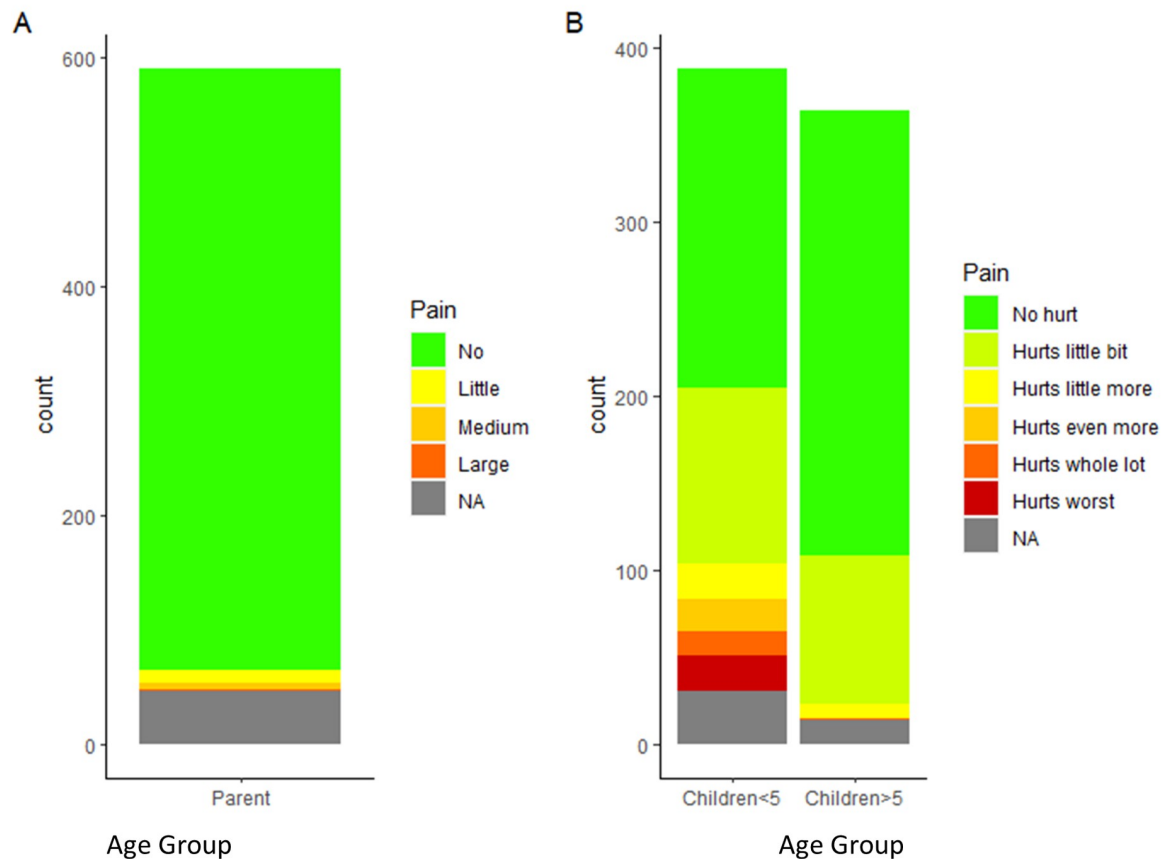 A
600
400
200
0
count
Parent
Age Group
Pain
No
Little
Medium
Large
NA
B
400
300
200
100
0
count
Children<5 Children>5
Age Group
Pain
No hurt
Hurts little bit
Hurts little more
Hurts even more
Hurts whole lot
Hurts worst
NA